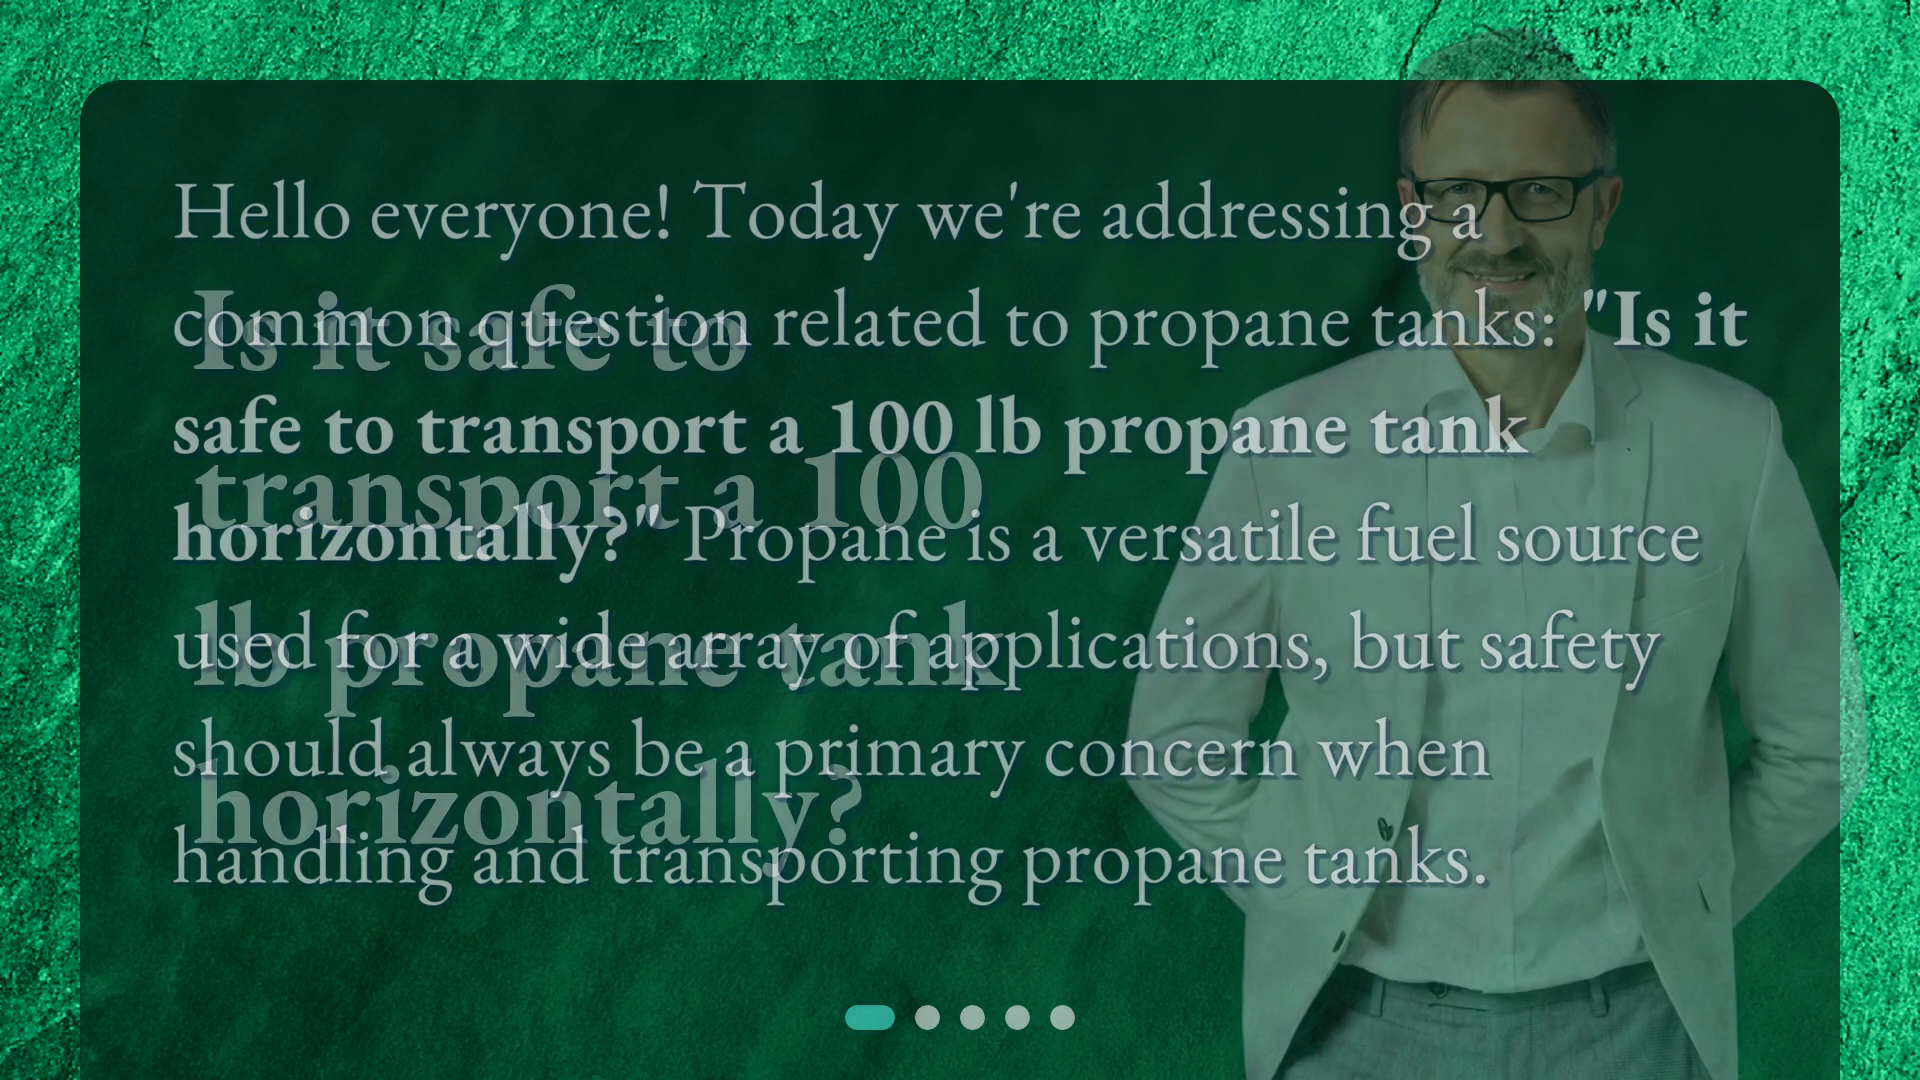 Hello everyone! Today we're addressing a
common question related to propane tanks: "Is it
safe to transport a 100 lb propane tank
horizontally?" Propane is a versatile fuel source
used for a wide array of applications, but safety
should always be a primary concern when
handling and transporting propane tanks.
Is it safe to
transport a 100
lb propane tank
horizontally?